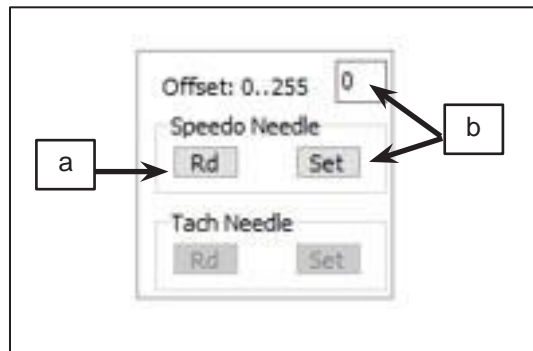 Offset: 0..255 0
Speedo Needle
a Rd Set b
Tach Needle
Rd Set